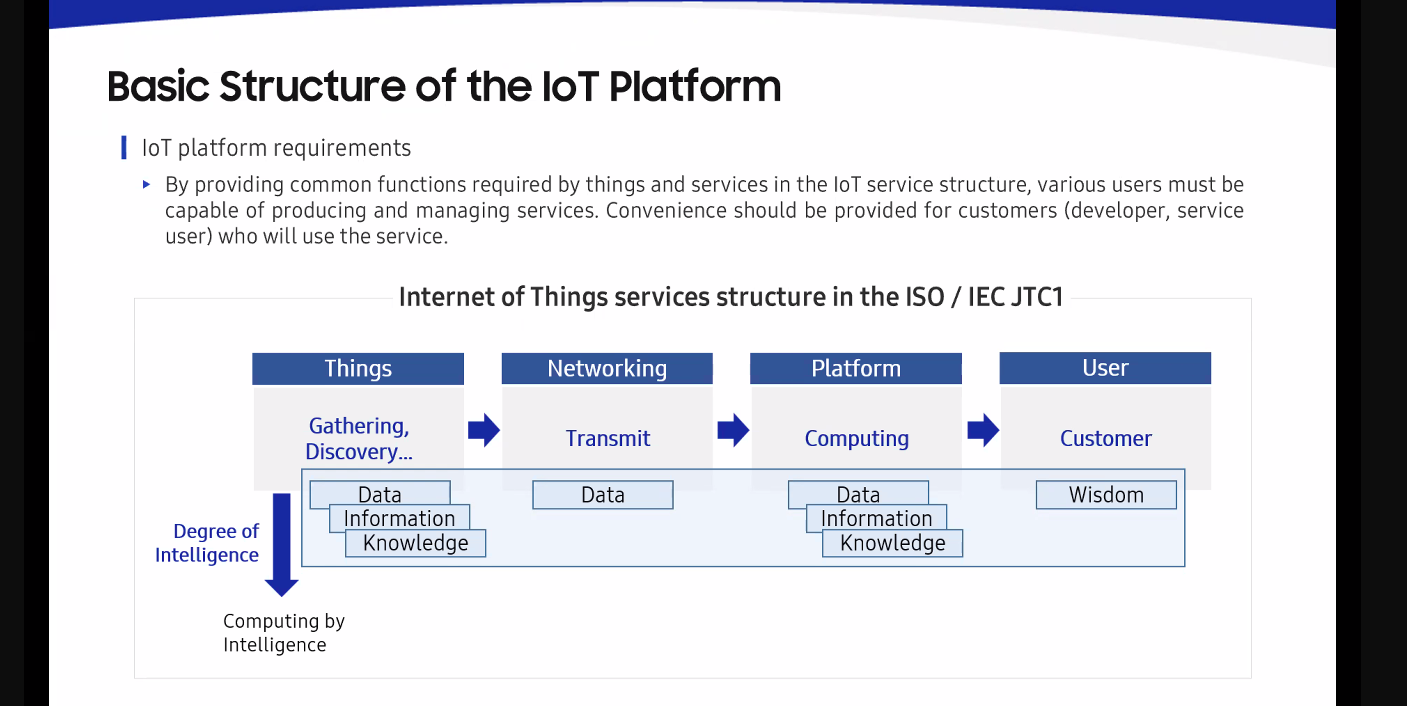 Basic Structure of the IoT Platform
IoT platform requirements
By providing common functions required by things and services in the IoT service structure, various users must be
capable of producing and managing services. Convenience should be provided for customers (developer, service
user) who will use the service.
Internet of Things services structure in the ISO / IEC JTC1
Things
Networking
Platform
User
Gathering,
Discovery...
Transmit
Computing
Customer
Data
Information
Knowledge
Data
Data
Information
Knowledge
Wisdom
Degree of
Intelligence
Computing by
Intelligence